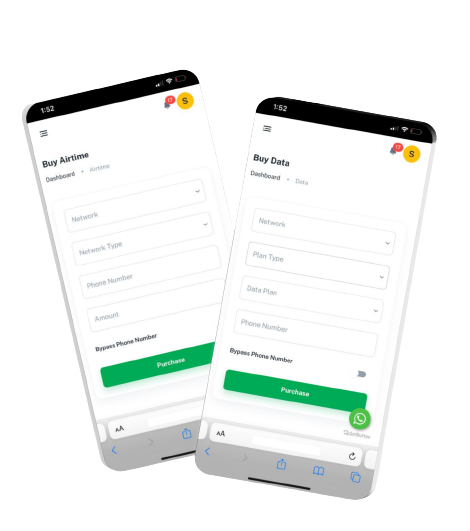 1:52
17
S
Buy Airtime
Dashboard • Airtime
Network
Network Type
Phone Number
Amount
Bypass Phone Number
Purchase
AA
1:52
17
S
Buy Data
Dashboard • Data
Network
Plan Type
Data Plan
Phone Number
Bypass Phone Number
Purchase
GetButton
AA